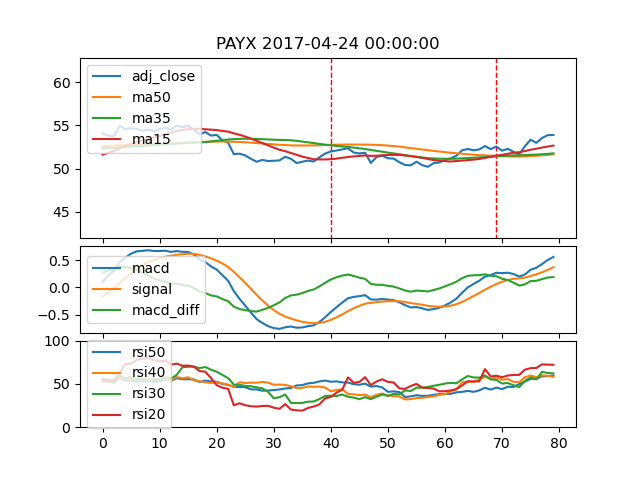 PAYX 2017-04-24 00:00:00
60
55
50
45
adj_close
ma50
ma35
ma15
0.5
0.0
−0.5
macd
signal
macd_diff
100
50
0
rsi50
rsi40
rsi30
rsi20
0 10 20 30 40 50 60 70 80